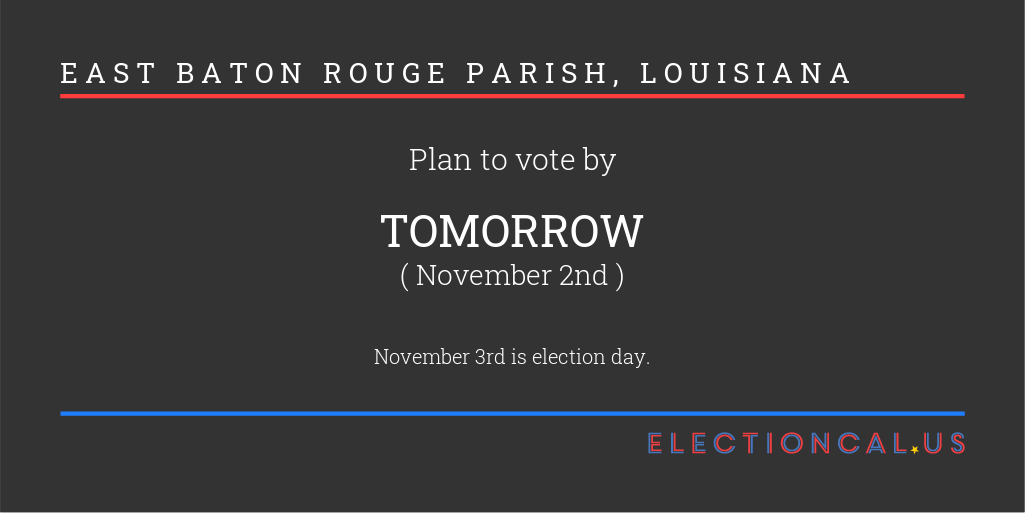 EAST BATON ROUGE PARISH, LOUISIANA
Plan to vote by
TOMORROW
( November 2nd )
November 3rd is election day.
ELECTIONCAL.US